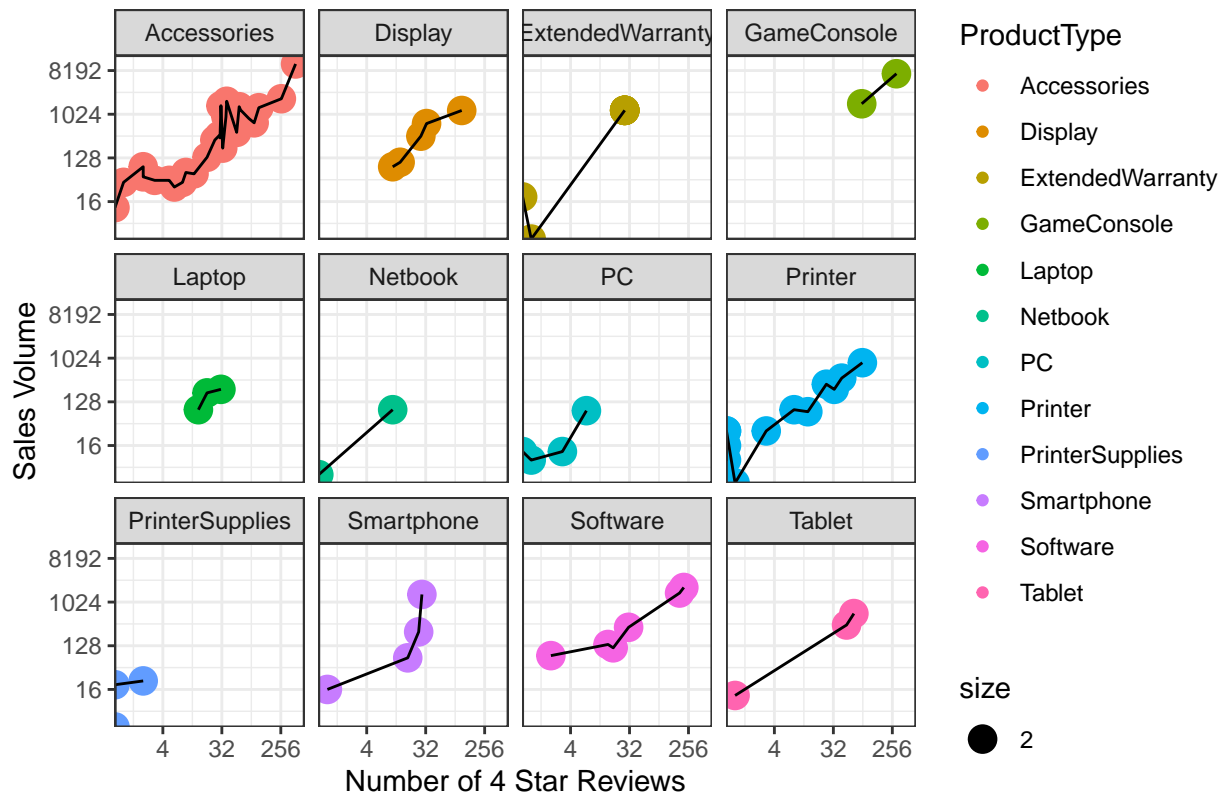 Accessories
Display
ExtendedWarranty
GameConsole
8192
1024
128
16
Laptop
Netbook
PC
Printer
8192
1024
128
16
PrinterSupplies
Smartphone
Software
Tablet
8192
1024
128
16
4 32 256
4 32 256
4 32 256
4 32 256
Number of 4 Star Reviews
Sales Volume
ProductType
Accessories
Display
ExtendedWarranty
GameConsole
Laptop
Netbook
PC
Printer
PrinterSupplies
Smartphone
Software
Tablet
size
2